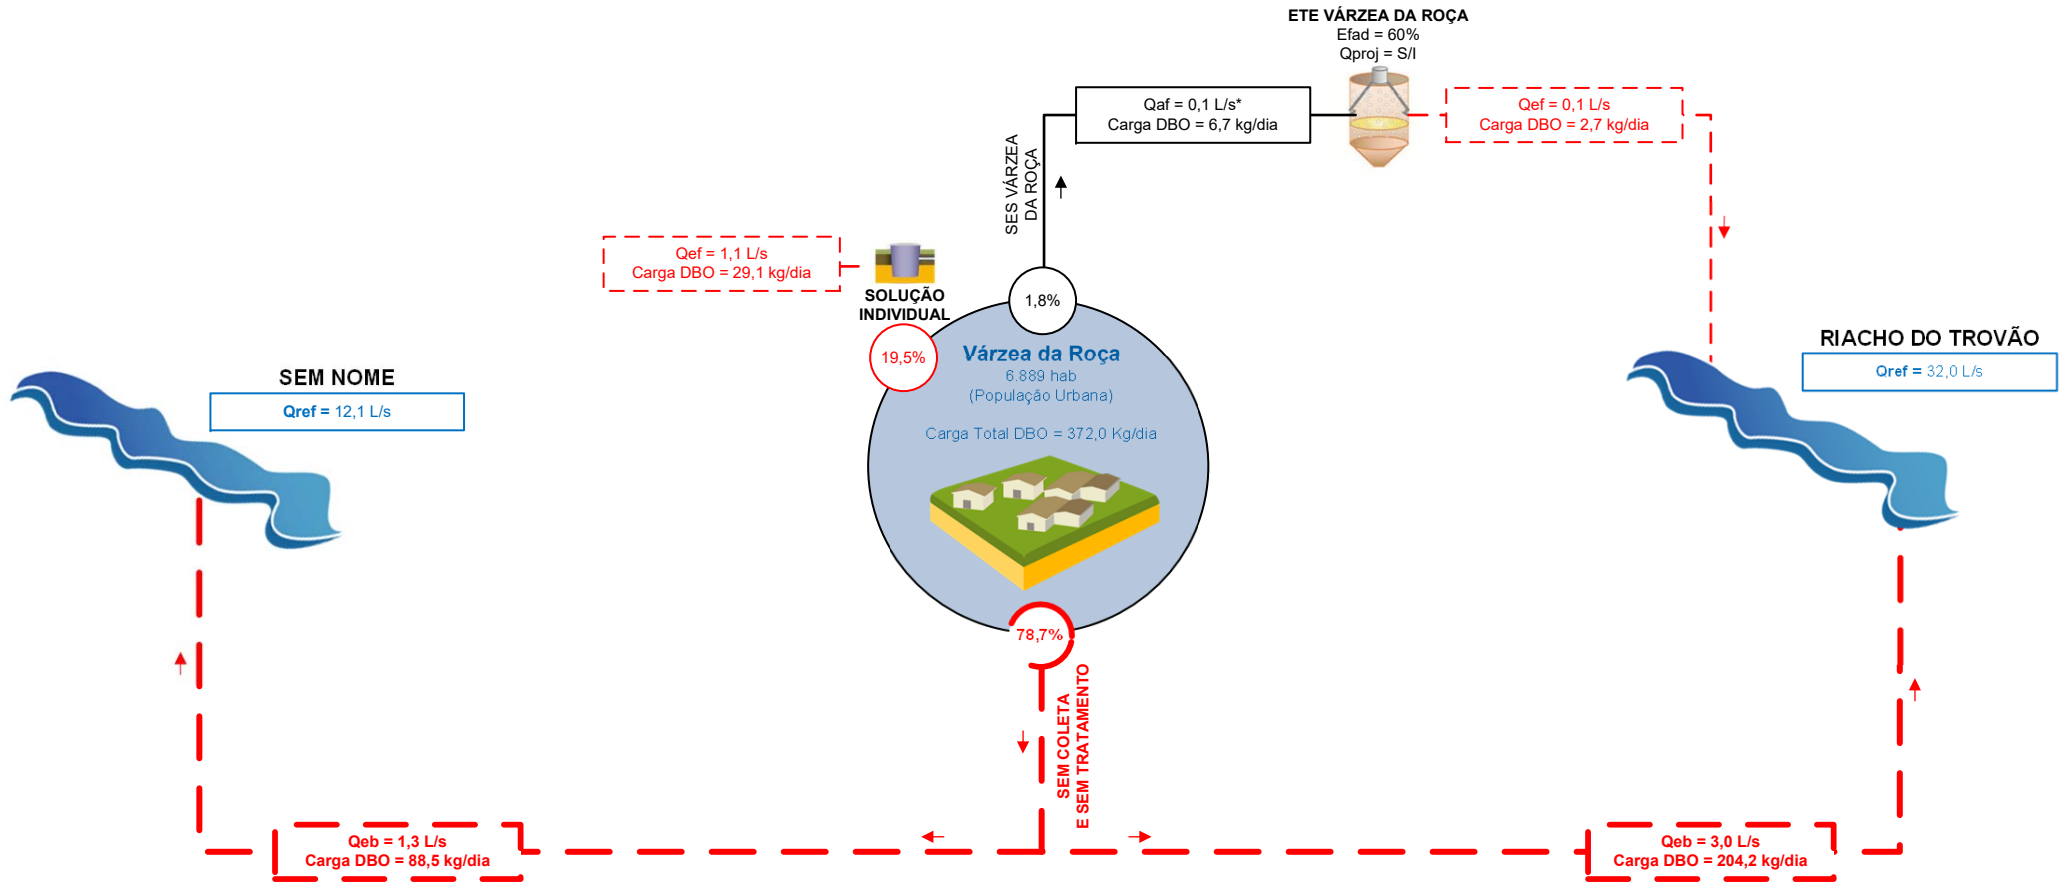 ETE VÁRZEA DA ROÇA
Efad = 60%
Qproj = S/I
Qaf = 0,1 L/s*
Carga DBO = 6,7 kg/dia
Qef = 0,1 L/s
Carga DBO = 2,7 kg/dia
SES VÁRZEA
DA ROÇA
Qef = 1,1 L/s
Carga DBO = 29,1 kg/dia
SOLUÇÃO
INDIVIDUAL
1,8%
19,5%
Várzea da Roça
6.889 hab
(População Urbana)
Carga Total DBO = 372,0 Kg/dia
SEM NOME
Qref = 12,1 L/s
RIACHO DO TROVÃO
Qref = 32,0 L/s
78,7%
SEM COLETA
E SEM TRATAMENTO
Qeb = 1,3 L/s
Carga DBO = 88,5 kg/dia
Qeb = 3,0 L/s
Carga DBO = 204,2 kg/dia